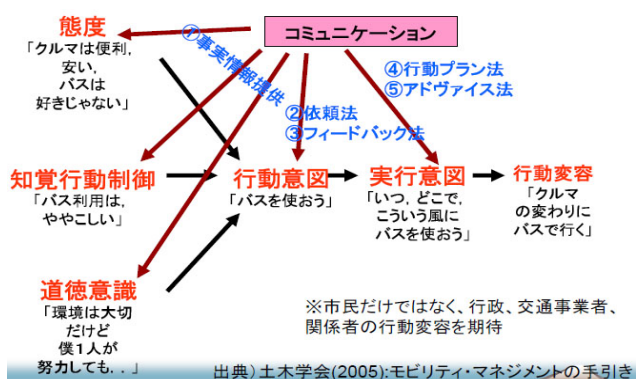 態度
「クルマは便利,
安い,
バスは
好きじゃない」
コミュニケーション
①事実情報提供
②依頼法
③フィードバック法
④行動プラン法
⑤アドヴァイス法
知覚行動制御
「バス利用は,
ややこしい」
行動意図
「バスを使おう」
実行意図
「いつ, どこで,
こういう風に
バスを使おう」
行動変容
「クルマ
の変わりに
バスで行く」
道徳意識
「環境は大切
だけど
僕1人が
努力しても. . 」
※市民だけではなく、行政、交通事業者、
関係者の行動変容を期待
出典）土木学会(2005):モビリティ・マネジメントの手引き